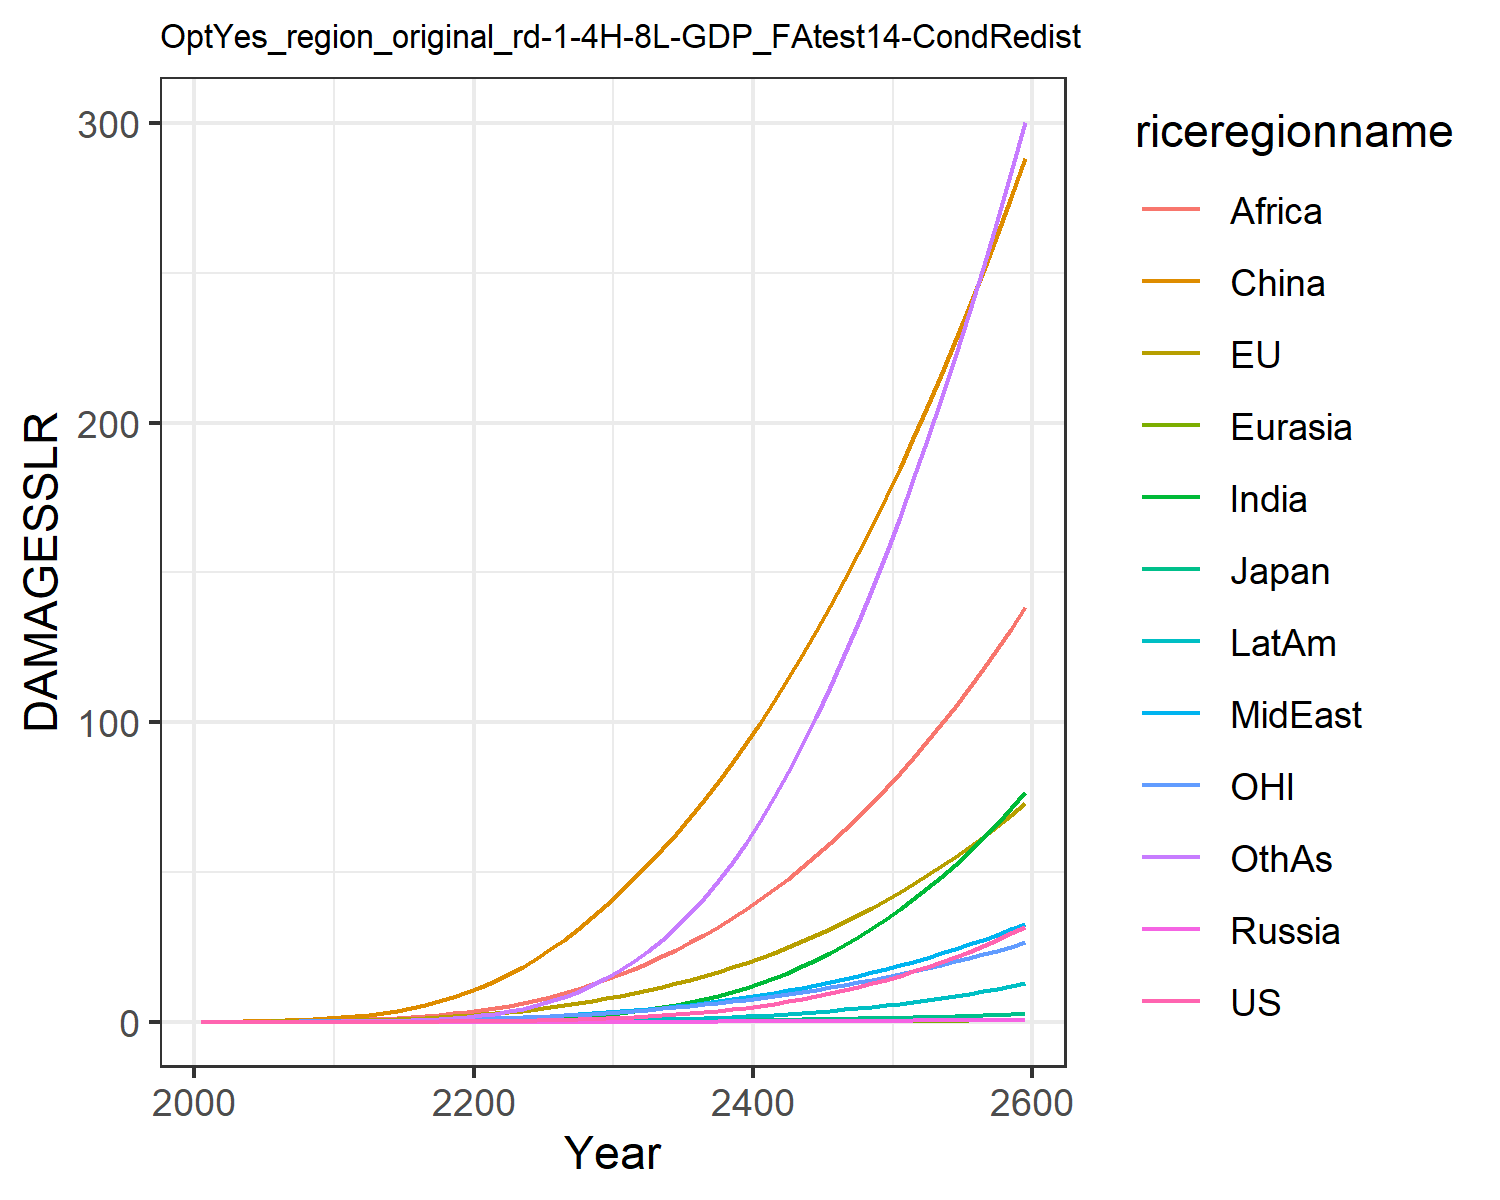 OptYes_region_original_rd-1-4H-8L-GDP_FAtest14-CondRedist
300
200
100
0
DAMAGESSLR
2000
2200
2400
2600
Year
riceregionname
Africa
China
EU
Eurasia
India
Japan
LatAm
MidEast
OHI
OthAs
Russia
US